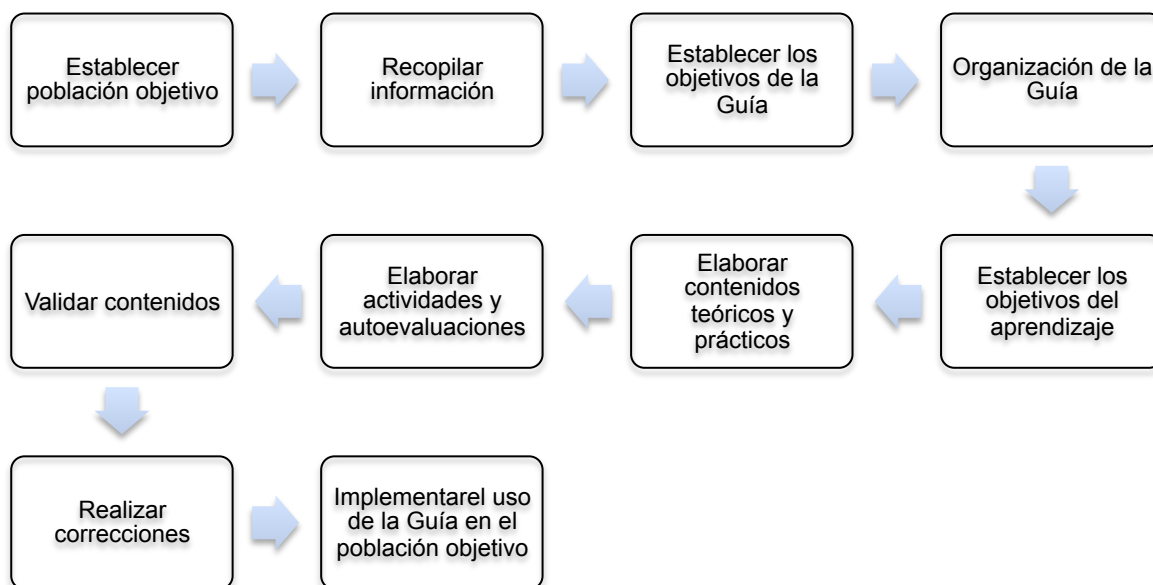 Establecer
población objetivo
Recopilar
información
Establecer los
objetivos de la
Guía
Organización de la
Guía
Establecer los
objetivos del
aprendizaje
Elaborar
contenidos
teóricos y
prácticos
Elaborar
actividades y
autoevaluaciones
Validar contenidos
Realizar
correcciones
Implementarel uso
de la Guía en el
población objetivo